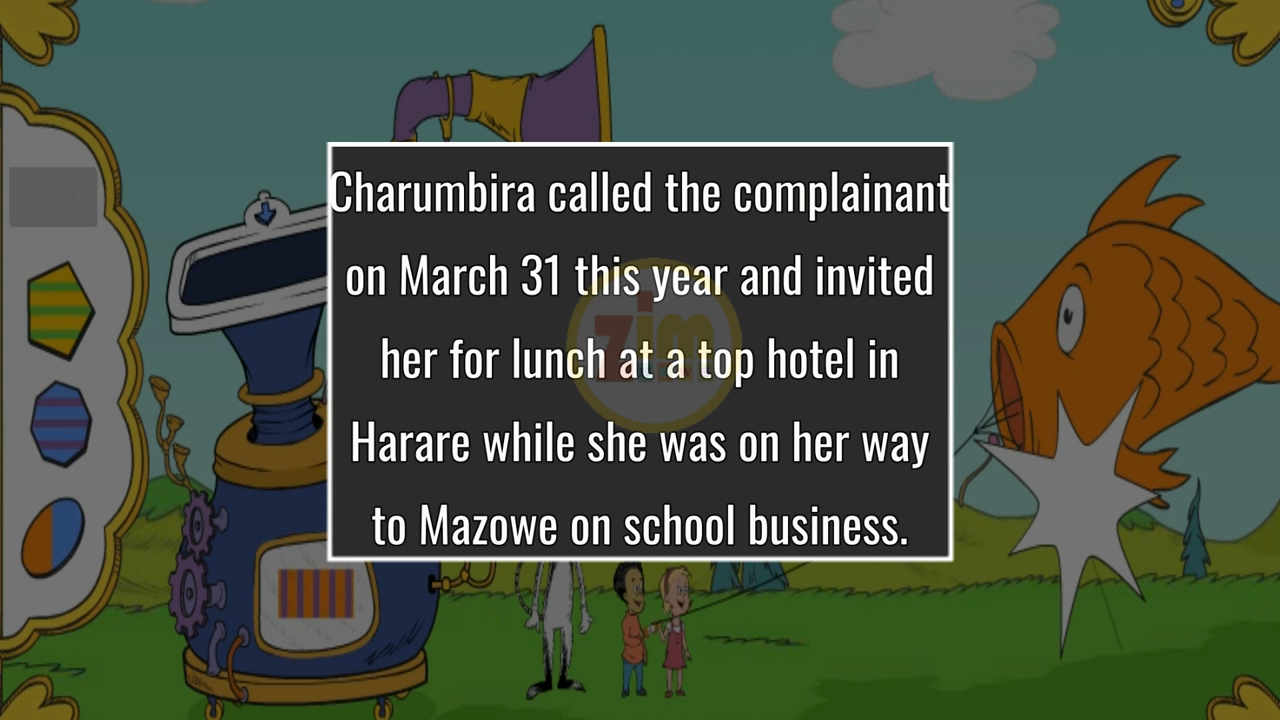 Charumbira called the complainant
on March 31 this year and invited
her for lunch at a top hotel in
Harare while she was on her way
to Mazowe on school business.
zim